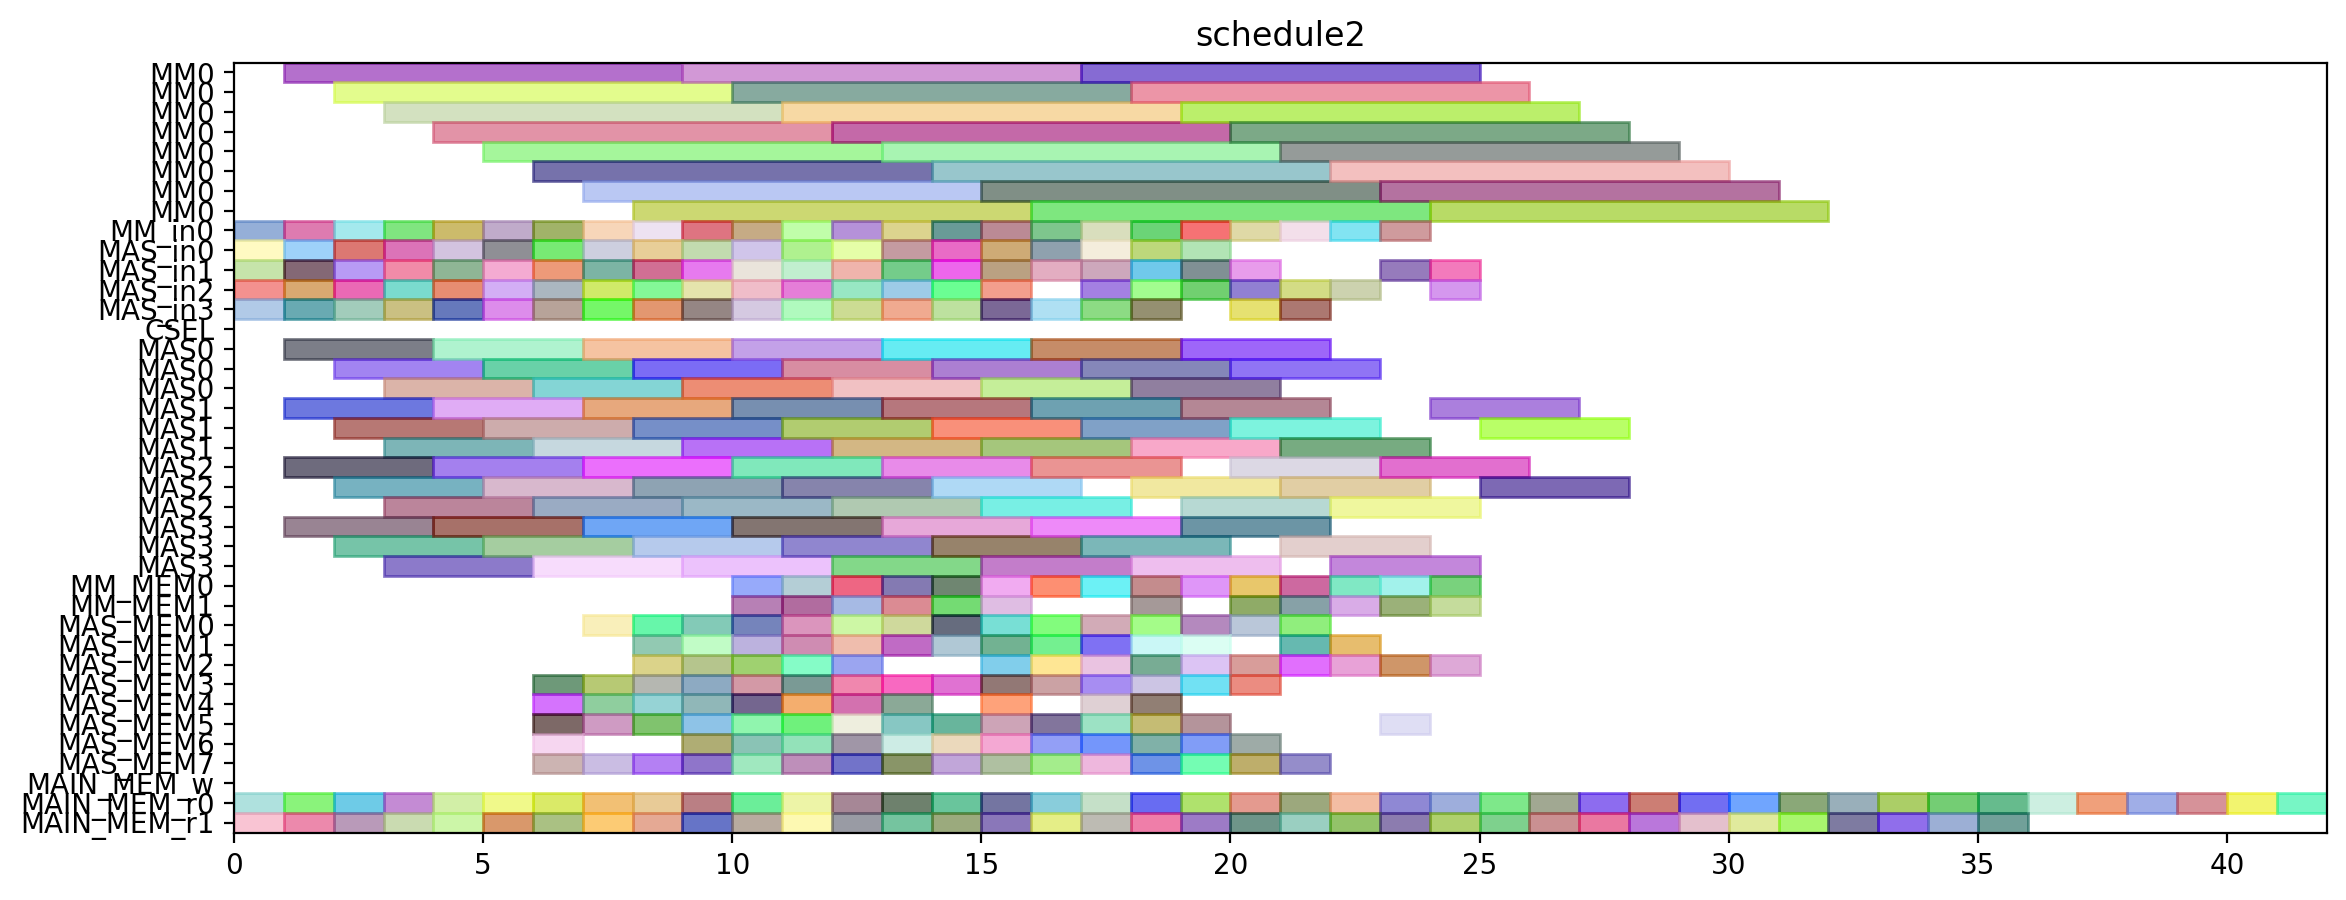 schedule2
MM0
MM0
MM0
MM0
MM0
MM0
MM0
MM0
MM_in0
MAS_in0
MAS_in1
MAS_in2
MAS_in3
CSEL
MAS0
MAS0
MAS0
MAS1
MAS1
MAS1
MAS2
MAS2
MAS2
MAS3
MAS3
MAS3
MM_MEM0
MM_MEM1
MAS_MEM0
MAS_MEM1
MAS_MEM2
MAS_MEM3
MAS_MEM4
MAS_MEM5
MAS_MEM6
MAS_MEM7
MAIN_MEM_w
MAIN_MEM_r0
MAIN_MEM_r1
0 5 10 15 20 25 30 35 40